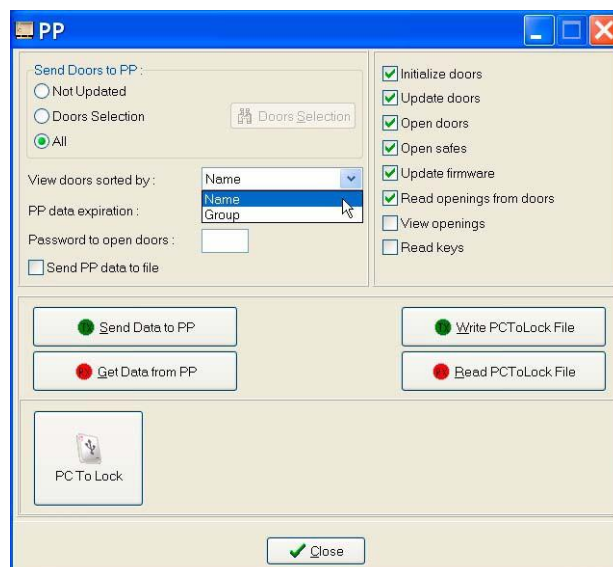 PP
Send Doors to PP :
Not Updated
Doors Selection
Doors Selection
All
View doors sorted by :
Name
Name
Group
PP data expiration :
Password to open doors :
Send PP data to file
Initialize doors
Update doors
Open doors
Open safes
Update firmware
Read openings from doors
View openings
Read keys
Send Data to PP
Get Data from PP
Write PCToLock File
Read PCToLock File
PC To Lock
Close